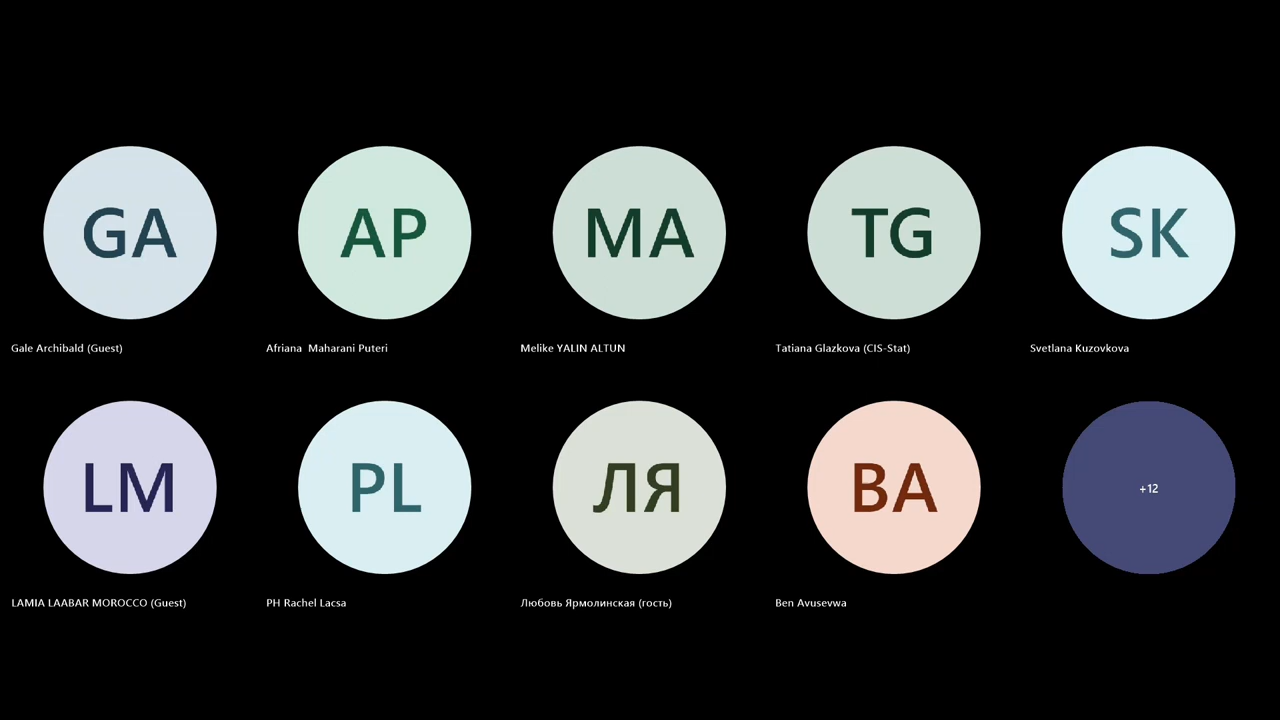 GA
AP
MA
TG
SK
Gale Archibald (Guest)
Afriana  Maharani Puteri
Melike YALIN ALTUN
Tatiana Glazkova (CIS-Stat)
Svetlana Kuzovkova
LM
PL
ЛЯ
BA
+12
LAMIA LAABAR MOROCCO (Guest)
PH Rachel Lacsa
Любовь Ярмолинская (гость)
Ben Avusevwa